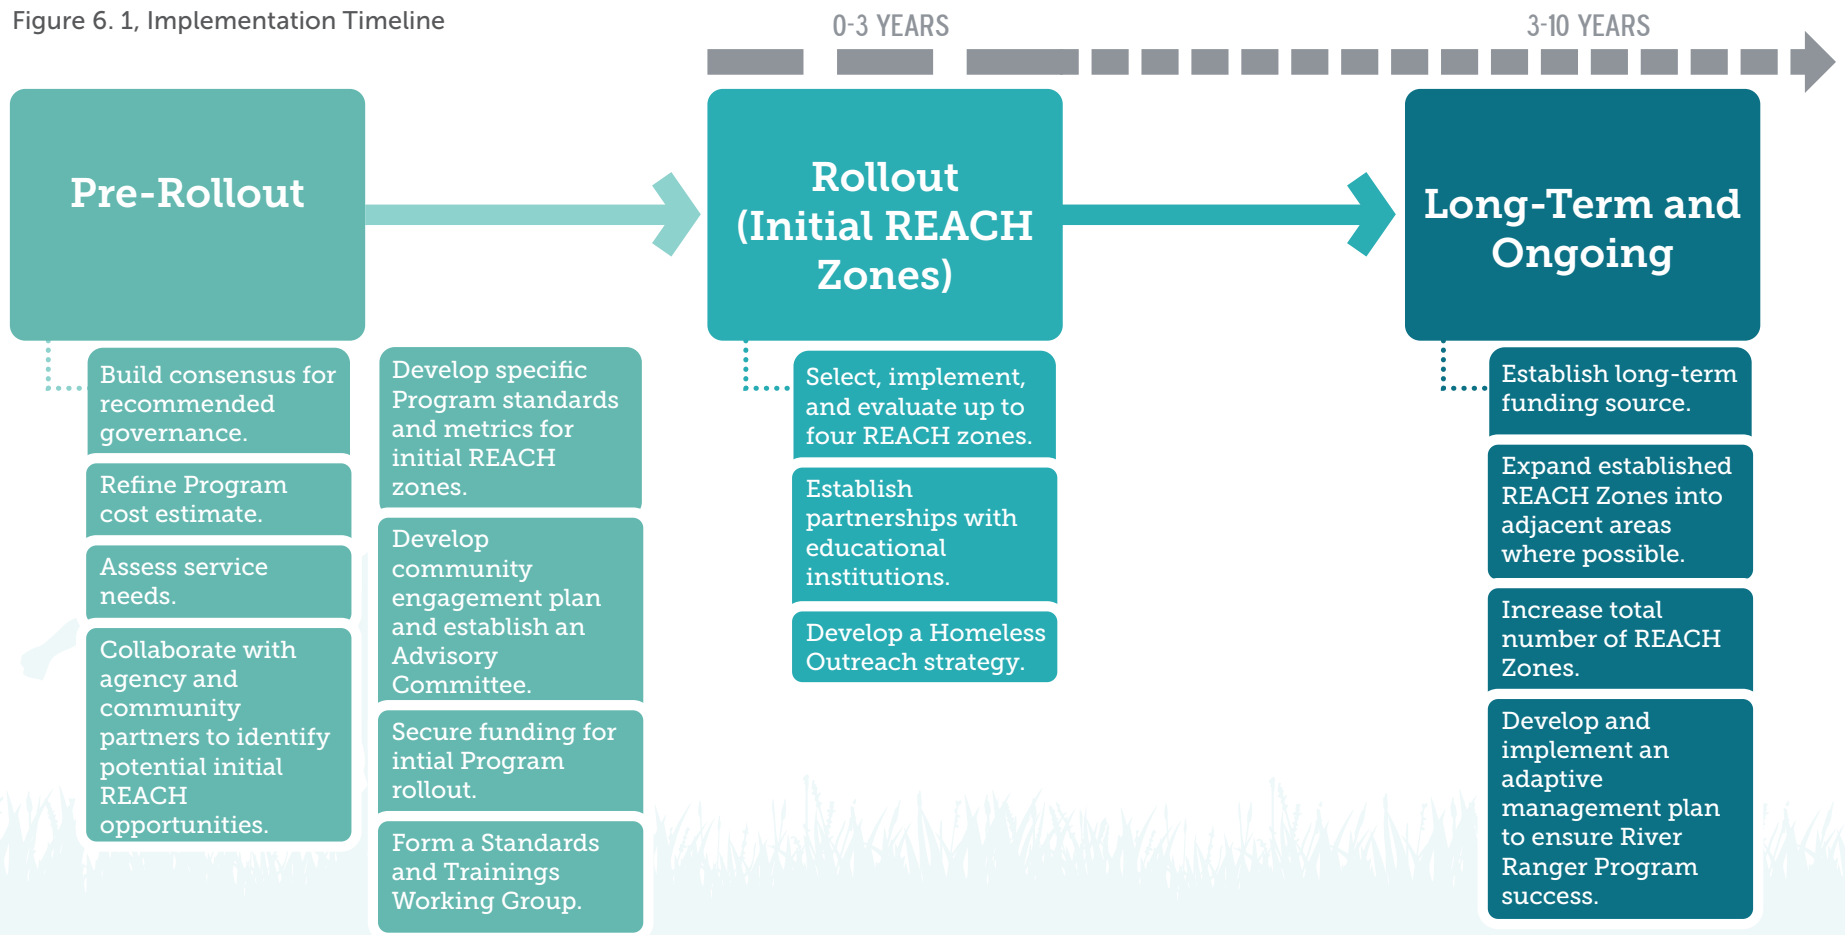 Figure 6. 1, Implementation Timeline
0-3 YEARS
3-10 YEARS
Pre-Rollout
Build consensus for
recommended
governance.
Refine Program
cost estimate.
Assess service
needs.
Collaborate with
agency and
community
partners to identify
potential initial
REACH
opportunities.
Develop specific
Program standards
and metrics for
initial REACH
zones.
Develop
community
engagement plan
and establish an
Advisory
Committee.
Secure funding for
intial Program
rollout.
Form a Standards
and Trainings
Working Group.
Rollout
(Initial REACH
Zones)
Select, implement,
and evaluate up to
four REACH zones.
Establish
partnerships with
educational
institutions.
Develop a Homeless
Outreach strategy.
Long-Term and
Ongoing
Establish long-term
funding source.
Expand established
REACH Zones into
adjacent areas
where possible.
Increase total
number of REACH
Zones.
Develop and
implement an
adaptive
management plan
to ensure River
Ranger Program
success.